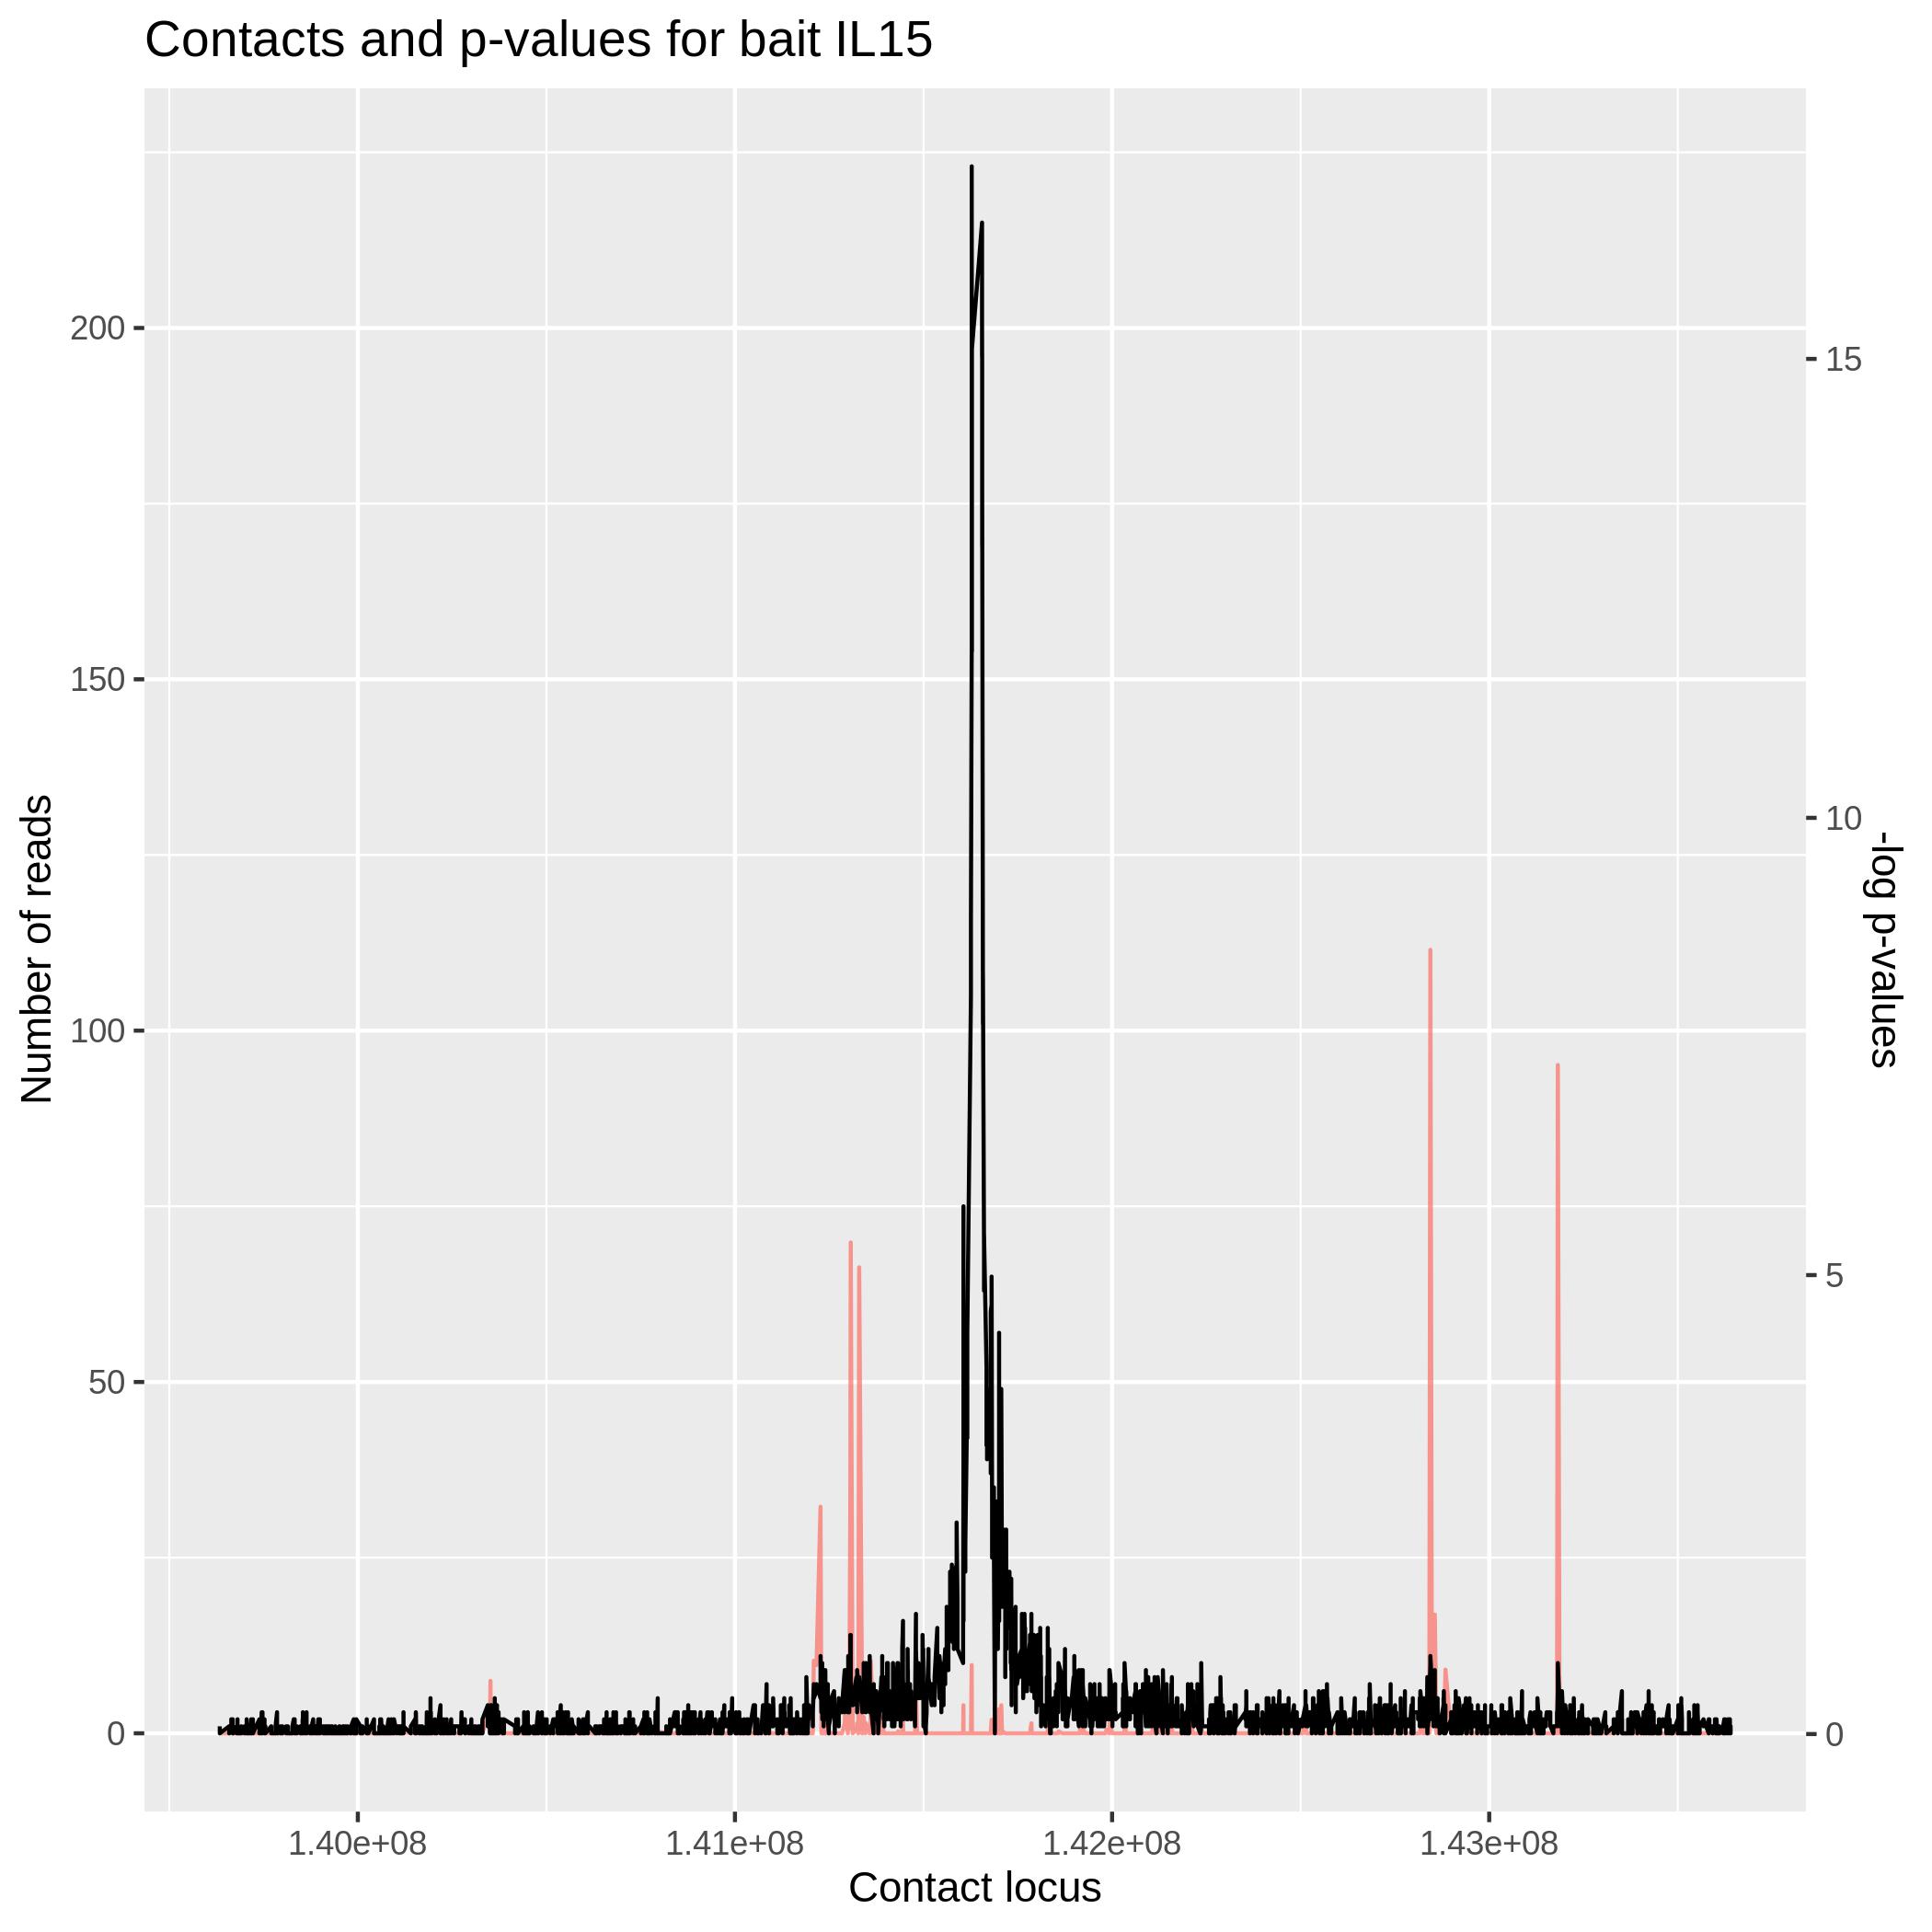 Contacts and p-values for bait IL15
Number of reads
200
150
100
50
0
15
10
5
0
-log p-values
1.40e+08
1.41e+08
1.42e+08
1.43e+08
Contact locus